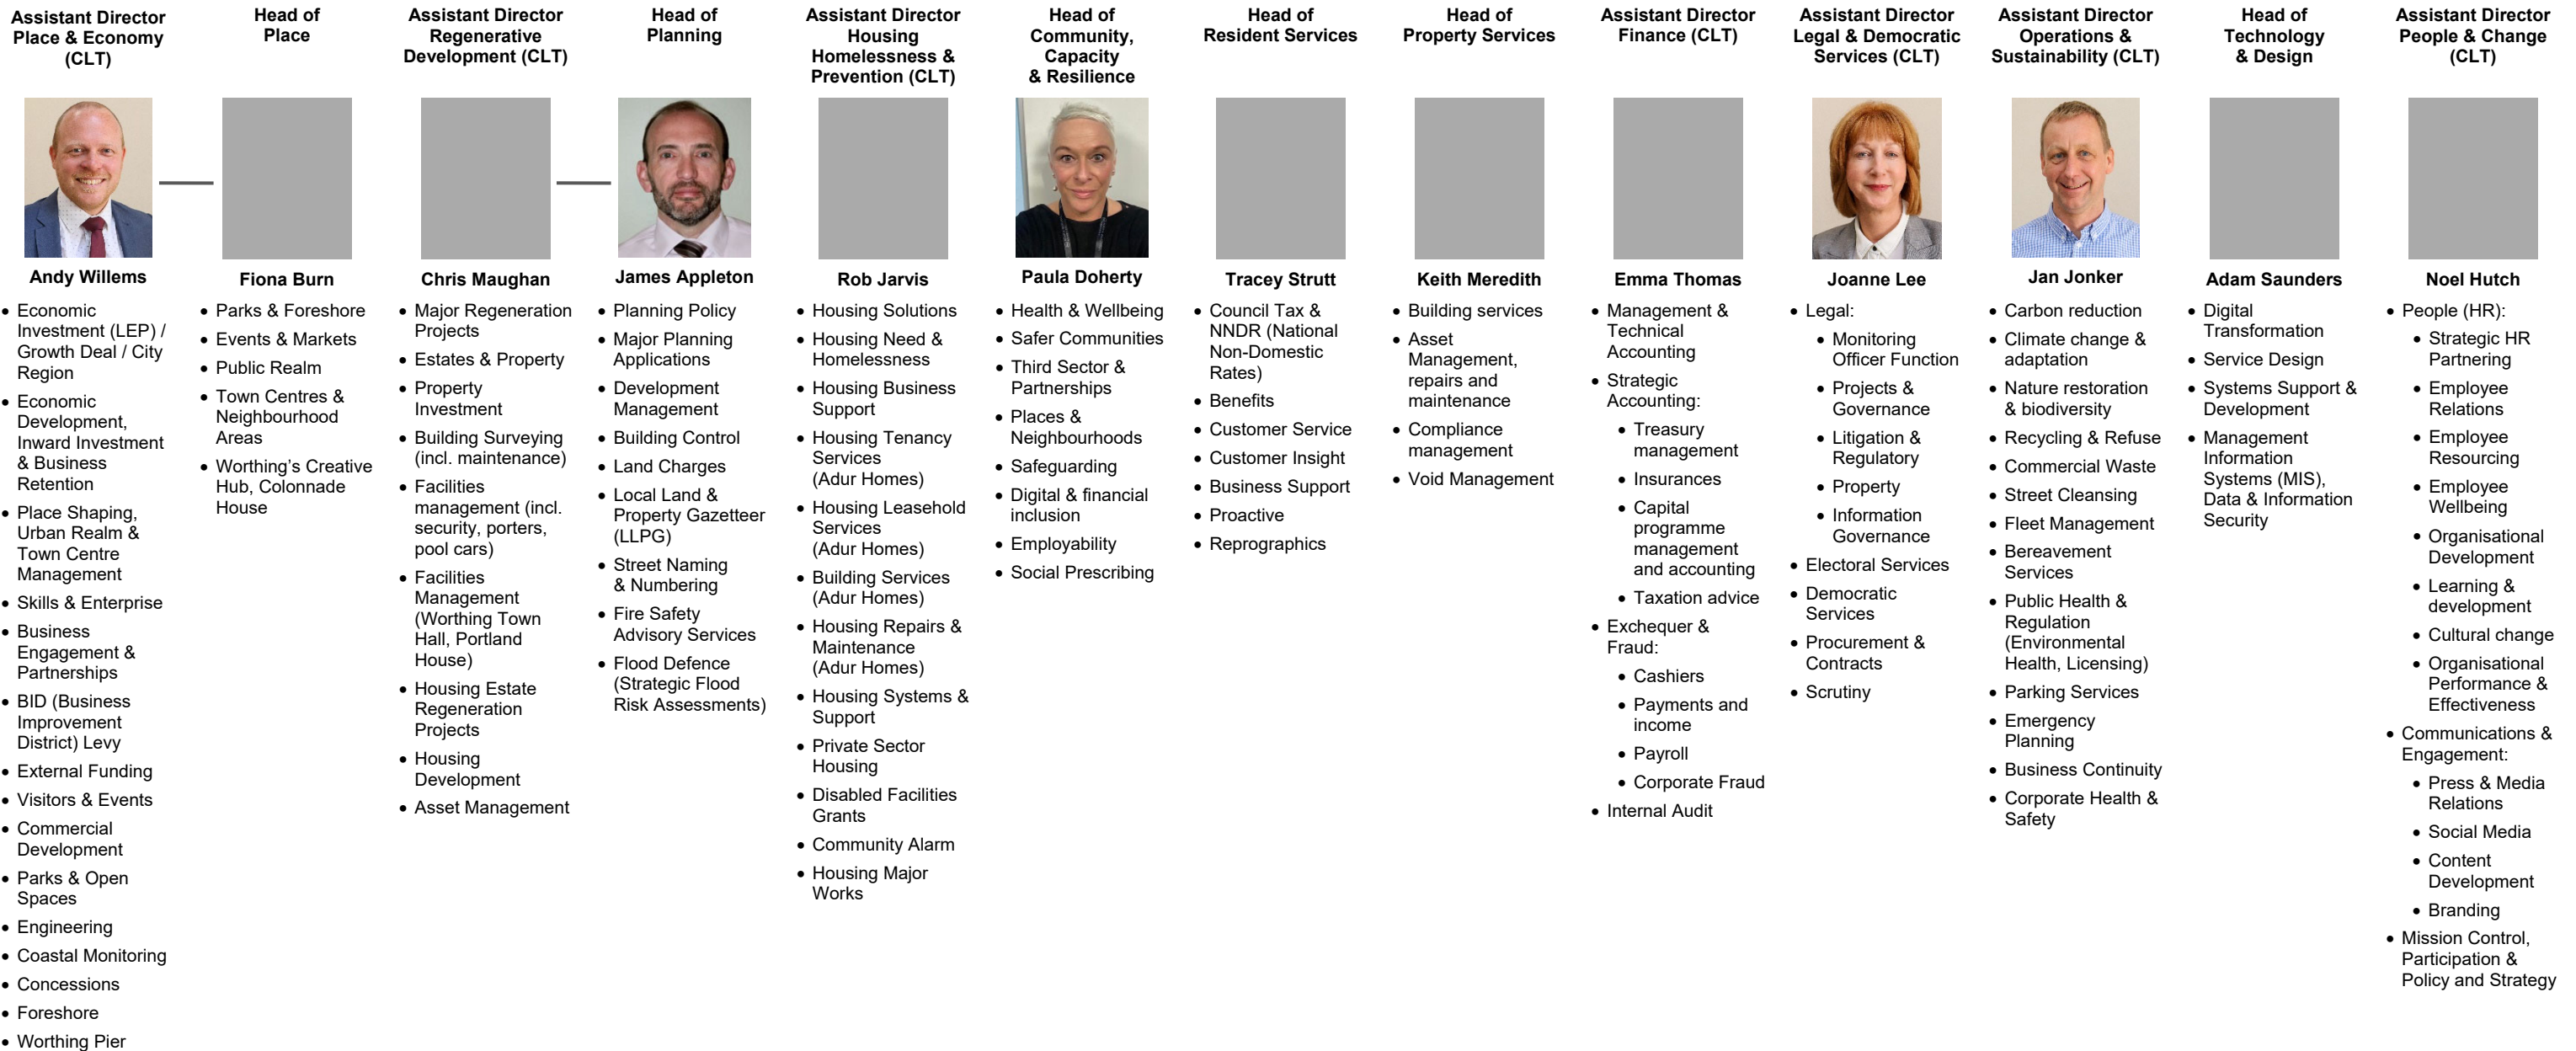 Assistant Director
Place & Economy
(CLT)
Andy Willems
• Economic
Investment (LEP) /
Growth Deal / City
Region
• Economic
Development,
Inward Investment
& Business
Retention
• Place Shaping,
Urban Realm &
Town Centre
Management
• Skills & Enterprise
• Business
Engagement &
Partnerships
• BID (Business
Improvement
District) Levy
• External Funding
• Visitors & Events
• Commercial
Development
• Parks & Open
Spaces
• Engineering
• Coastal Monitoring
• Concessions
• Foreshore
• Worthing Pier
Head of
Place
Fiona Burn
• Parks & Foreshore
• Events & Markets
• Public Realm
• Town Centres &
Neighbourhood
Areas
• Worthing’s Creative
Hub, Colonnade
House
Assistant Director
Regenerative
Development (CLT)
Chris Maughan
• Major Regeneration
Projects
• Estates & Property
• Property
Investment
• Building Surveying
(incl. maintenance)
• Facilities
management (incl.
security, porters,
pool cars)
• Facilities
Management
(Worthing Town
Hall, Portland
House)
• Housing Estate
Regeneration
Projects
• Housing
Development
• Asset Management
Head of
Planning
James Appleton
• Planning Policy
• Major Planning
Applications
• Development
Management
• Building Control
• Land Charges
• Local Land &
Property Gazetteer
(LLPG)
• Street Naming
& Numbering
• Fire Safety
Advisory Services
• Flood Defence
(Strategic Flood
Risk Assessments)
Assistant Director
Housing
Homelessness &
Prevention (CLT)
Rob Jarvis
• Housing Solutions
• Housing Need &
Homelessness
• Housing Business
Support
• Housing Tenancy
Services
(Adur Homes)
• Housing Leasehold
Services
(Adur Homes)
• Building Services
(Adur Homes)
• Housing Repairs &
Maintenance
(Adur Homes)
• Housing Systems &
Support
• Private Sector
Housing
• Disabled Facilities
Grants
• Community Alarm
• Housing Major
Works
Head of
Community,
Capacity
& Resilience
Paula Doherty
• Health & Wellbeing
• Safer Communities
• Third Sector &
Partnerships
• Places &
Neighbourhoods
• Safeguarding
• Digital & financial
inclusion
• Employability
• Social Prescribing
Head of
Resident Services
Tracey Strutt
• Council Tax &
NNDR (National
Non-Domestic
Rates)
• Benefits
• Customer Service
• Customer Insight
• Business Support
• Proactive
• Reprographics
Head of
Property Services
Keith Meredith
• Building services
• Asset
Management,
repairs and
maintenance
• Compliance
management
• Void Management
Assistant Director
Finance (CLT)
Emma Thomas
• Management &
Technical
Accounting
• Strategic
Accounting:
• Treasury
management
• Insurances
• Capital
programme
management
and accounting
• Taxation advice
• Exchequer &
Fraud:
• Cashiers
• Payments and
income
• Payroll
• Corporate Fraud
• Internal Audit
Assistant Director
Legal & Democratic
Services (CLT)
Joanne Lee
• Legal:
• Monitoring
Officer Function
• Projects &
Governance
• Litigation &
Regulatory
• Property
• Information
Governance
• Electoral Services
• Democratic
Services
• Procurement &
Contracts
• Scrutiny
Assistant Director
Operations &
Sustainability (CLT)
Jan Jonker
• Carbon reduction
• Climate change &
adaptation
• Nature restoration
& biodiversity
• Recycling & Refuse
• Commercial Waste
• Street Cleansing
• Fleet Management
• Bereavement
Services
• Public Health &
Regulation
(Environmental
Health, Licensing)
• Parking Services
• Emergency
Planning
• Business Continuity
• Corporate Health &
Safety
Head of
Technology
& Design
Adam Saunders
• Digital
Transformation
• Service Design
• Systems Support &
Development
• Management
Information
Systems (MIS),
Data & Information
Security
Assistant Director
People & Change
(CLT)
Noel Hutch
• People (HR):
• Strategic HR
Partnering
• Employee
Relations
• Employee
Resourcing
• Employee
Wellbeing
• Organisational
Development
• Learning &
development
• Cultural change
• Organisational
Performance &
Effectiveness
• Communications &
Engagement:
• Press & Media
Relations
• Social Media
• Content
Development
• Branding
• Mission Control,
Participation &
Policy and Strategy